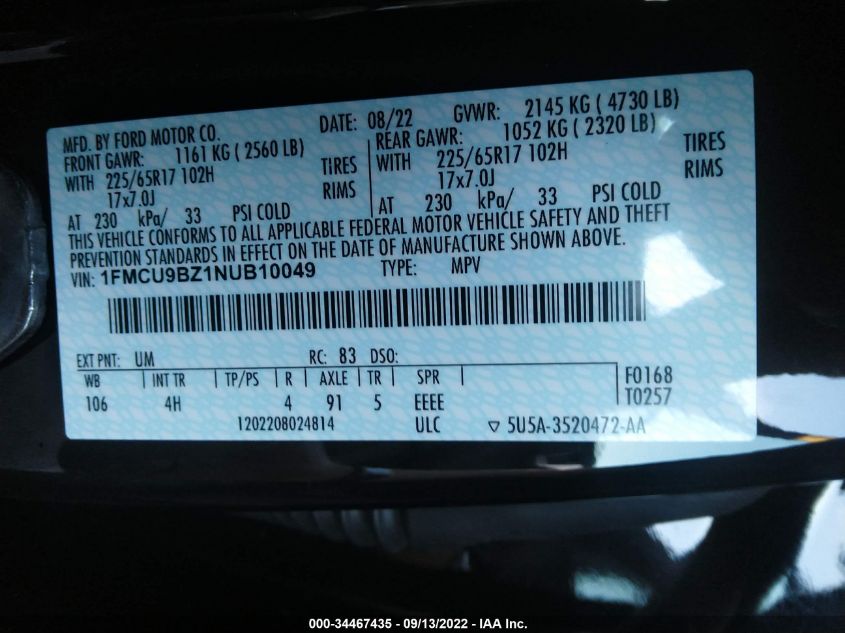 MFD. BY FORD MOTOR CO.
DATE: 08/22 GVWR: 2145 KG ( 4730 LB)
FRONT GAWR: 1161 KG ( 2560 LB)
WITH 225/65R17 102H TIRES
17x7.0J RIMS
AT 230 kPa/ 33 PSI COLD
REAR GAWR: 1052 KG ( 2320 LB)
WITH 225/65R17 102H TIRES
17x7.0J RIMS
AT 230 kPa/ 33 PSI COLD
THIS VEHICLE CONFORMS TO ALL APPLICABLE FEDERAL MOTOR VEHICLE SAFETY AND THEFT
PREVENTION STANDARDS IN EFFECT ON THE DATE OF MANUFACTURE SHOWN ABOVE.
VIN: 1FMCU9BZ1NUB10049 TYPE: MPV
EXT PNT: UM RC: 83 DSO:
WB INT TR TP/PS R AXLE TR SPR F0168
106 4H 4 91 5 EEEE T0257
1202208024814 ULC ▽ 5U5A-3520472-AA
000-34467435 - 09/13/2022 - IAA Inc.